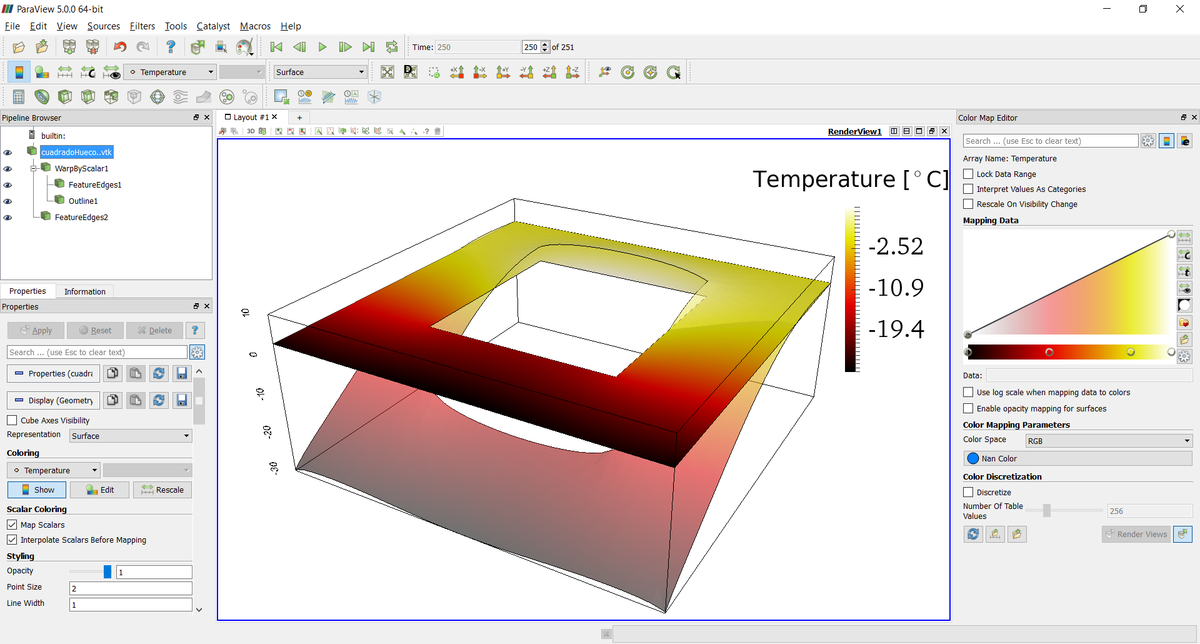 ParaView 5.0.0 64-bit
File Edit View Sources Filters Tools Catalyst Macros Help
Time: 250 250 of 251
Temperature Surface
Pipeline Browser
builtin:
cuadradoHueco..vtk
WarpByScalar1
FeatureEdges1
Outline1
FeatureEdges2
Properties Information
Properties
Apply Reset Delete ?
Search ... (use Esc to clear text)
Properties (cuadra
Display (Geometry
Cube Axes Visibility
Representation Surface
Coloring
Temperature
Show Edit Rescale
Scalar Coloring
Map Scalars
Interpolate Scalars Before Mapping
Styling
Opacity 1
Point Size 2
Line Width 1
Layout #1 × +
3D RenderView1
Temperature [°C]
-2.52
-10.9
-19.4
10
0
-10
-20
-30
Color Map Editor
Search ... (use Esc to clear text)
Array Name: Temperature
Lock Data Range
Interpret Values As Categories
Rescale On Visibility Change
Mapping Data
Data:
Use log scale when mapping data to colors
Enable opacity mapping for surfaces
Color Mapping Parameters
Color Space RGB
Nan Color
Color Discretization
Discretize
Number Of Table
Values 256
Render Views